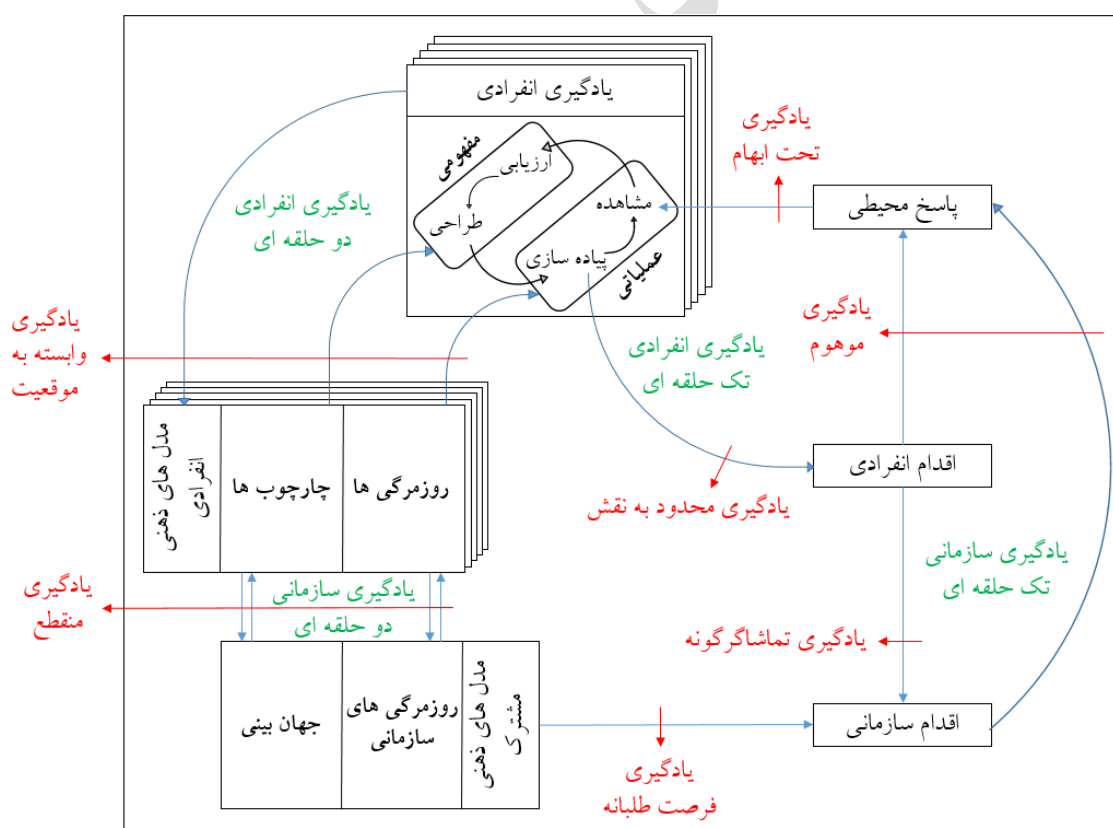 یادگیری انفرادی
مفهومی
ارزیابی
طراحی
مشاهده
پیاده سازی
عملیاتی
یادگیری
تحت ابهام
پاسخ محیطی
یادگیری انفرادی
دو حلقه ای
یادگیری
موهوم
یادگیری
وابسته به
موقعیت
یادگیری انفرادی
تک حلقه ای
مدل های ذهنی
انفرادی
چارچوب ها
روزمرگی ها
اقدام انفرادی
یادگیری محدود به نقش
یادگیری سازمانی
تک حلقه ای
یادگیری
منقطع
یادگیری سازمانی
دو حلقه ای
یادگیری تماشاگرگونه
جهان بینی
روزمرگی های
سازمانی
مدل های ذهنی
مشترک
اقدام سازمانی
یادگیری
فرصت طلبانه